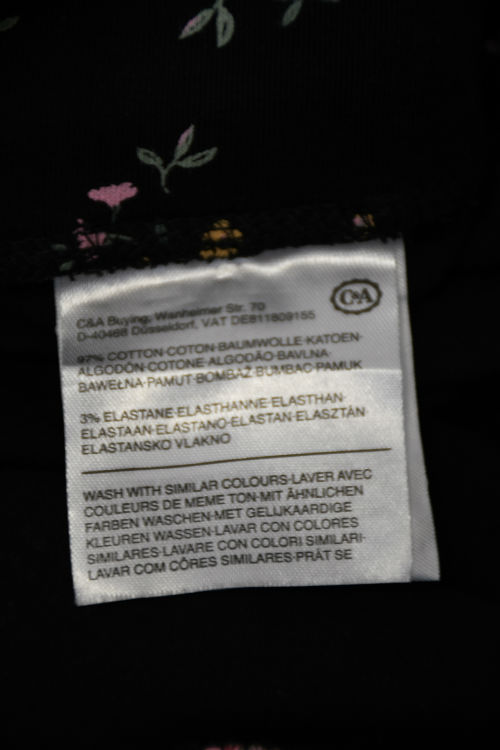 C&A Buying, Wanheimer Str. 70
D-40468 Düsseldorf, VAT DE811809155
C&A
97% COTTON·COTON·BAUMWOLLE·KATOEN·
ALGODÓN·COTONE·ALGODÃO·BAVLNA·
BAWEŁNA·PAMUT·BOMBAŽ·BUMBAC·PAMUK
3% ELASTANE·ELASTHANNE·ELASTHAN·
ELASTAAN·ELASTANO·ELASTAN·ELASZTÁN·
ELASTANSKO VLAKNO
WASH WITH SIMILAR COLOURS·LAVER AVEC
COULEURS DE MEME TON·MIT ÄHNLICHEN
FARBEN WASCHEN·MET GELIJKAARDIGE
KLEUREN WASSEN·LAVAR CON COLORES
SIMILARES·LAVARE CON COLORI SIMILARI·
LAVAR COM CÔRES SIMILARES·PRÁT SE